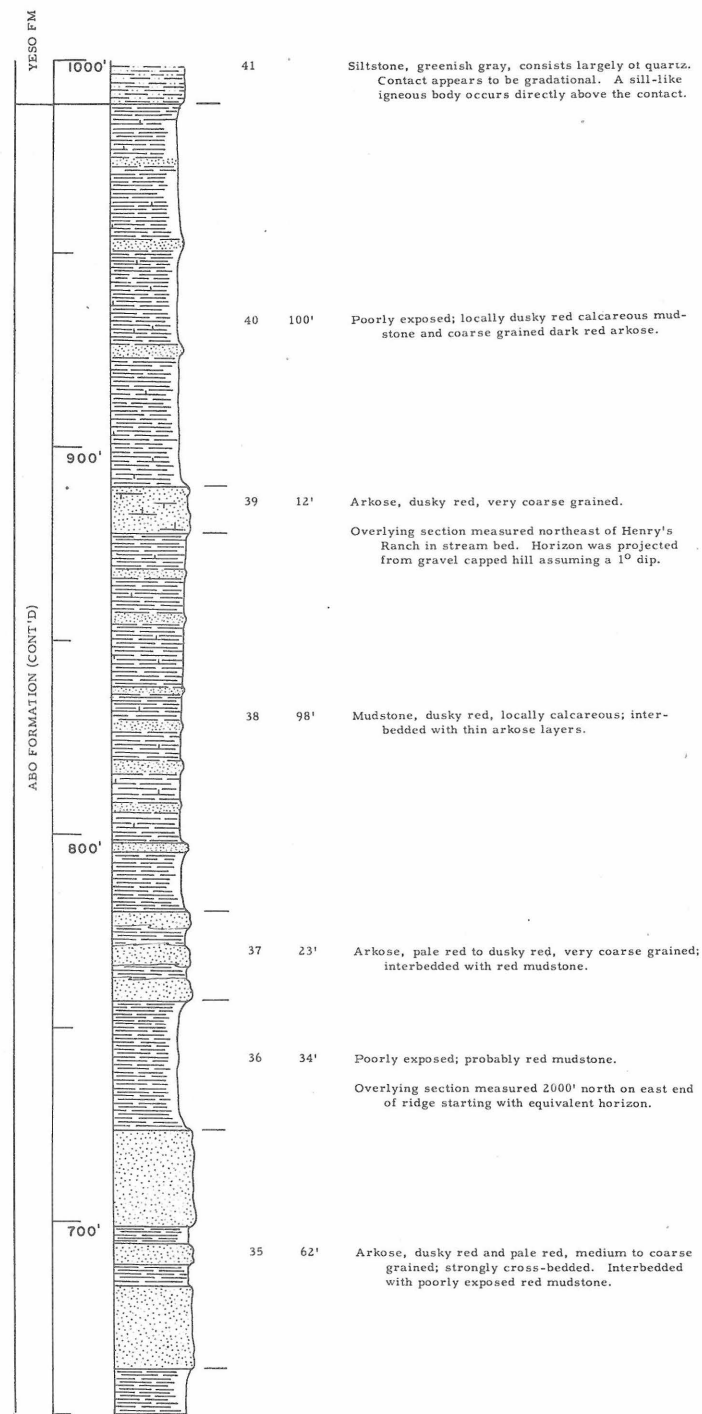 YESO FM
1000'
41
Siltstone, greenish gray, consists largely of quartz.
Contact appears to be gradational. A sill-like
igneous body occurs directly above the contact.
40 100' Poorly exposed; locally dusky red calcareous mud-
stone and coarse grained dark red arkose.
900'
39 12' Arkose, dusky red, very coarse grained.
Overlying section measured northeast of Henry's
Ranch in stream bed. Horizon was projected
from gravel capped hill assuming a 1° dip.
ABO FORMATION (CONT'D)
38 98' Mudstone, dusky red, locally calcareous; inter-
bedded with thin arkose layers.
800'
37 23' Arkose, pale red to dusky red, very coarse grained;
interbedded with red mudstone.
36 34' Poorly exposed; probably red mudstone.
Overlying section measured 2000' north on east end
of ridge starting with equivalent horizon.
700'
35 62' Arkose, dusky red and pale red, medium to coarse
grained; strongly cross-bedded. Interbedded
with poorly exposed red mudstone.